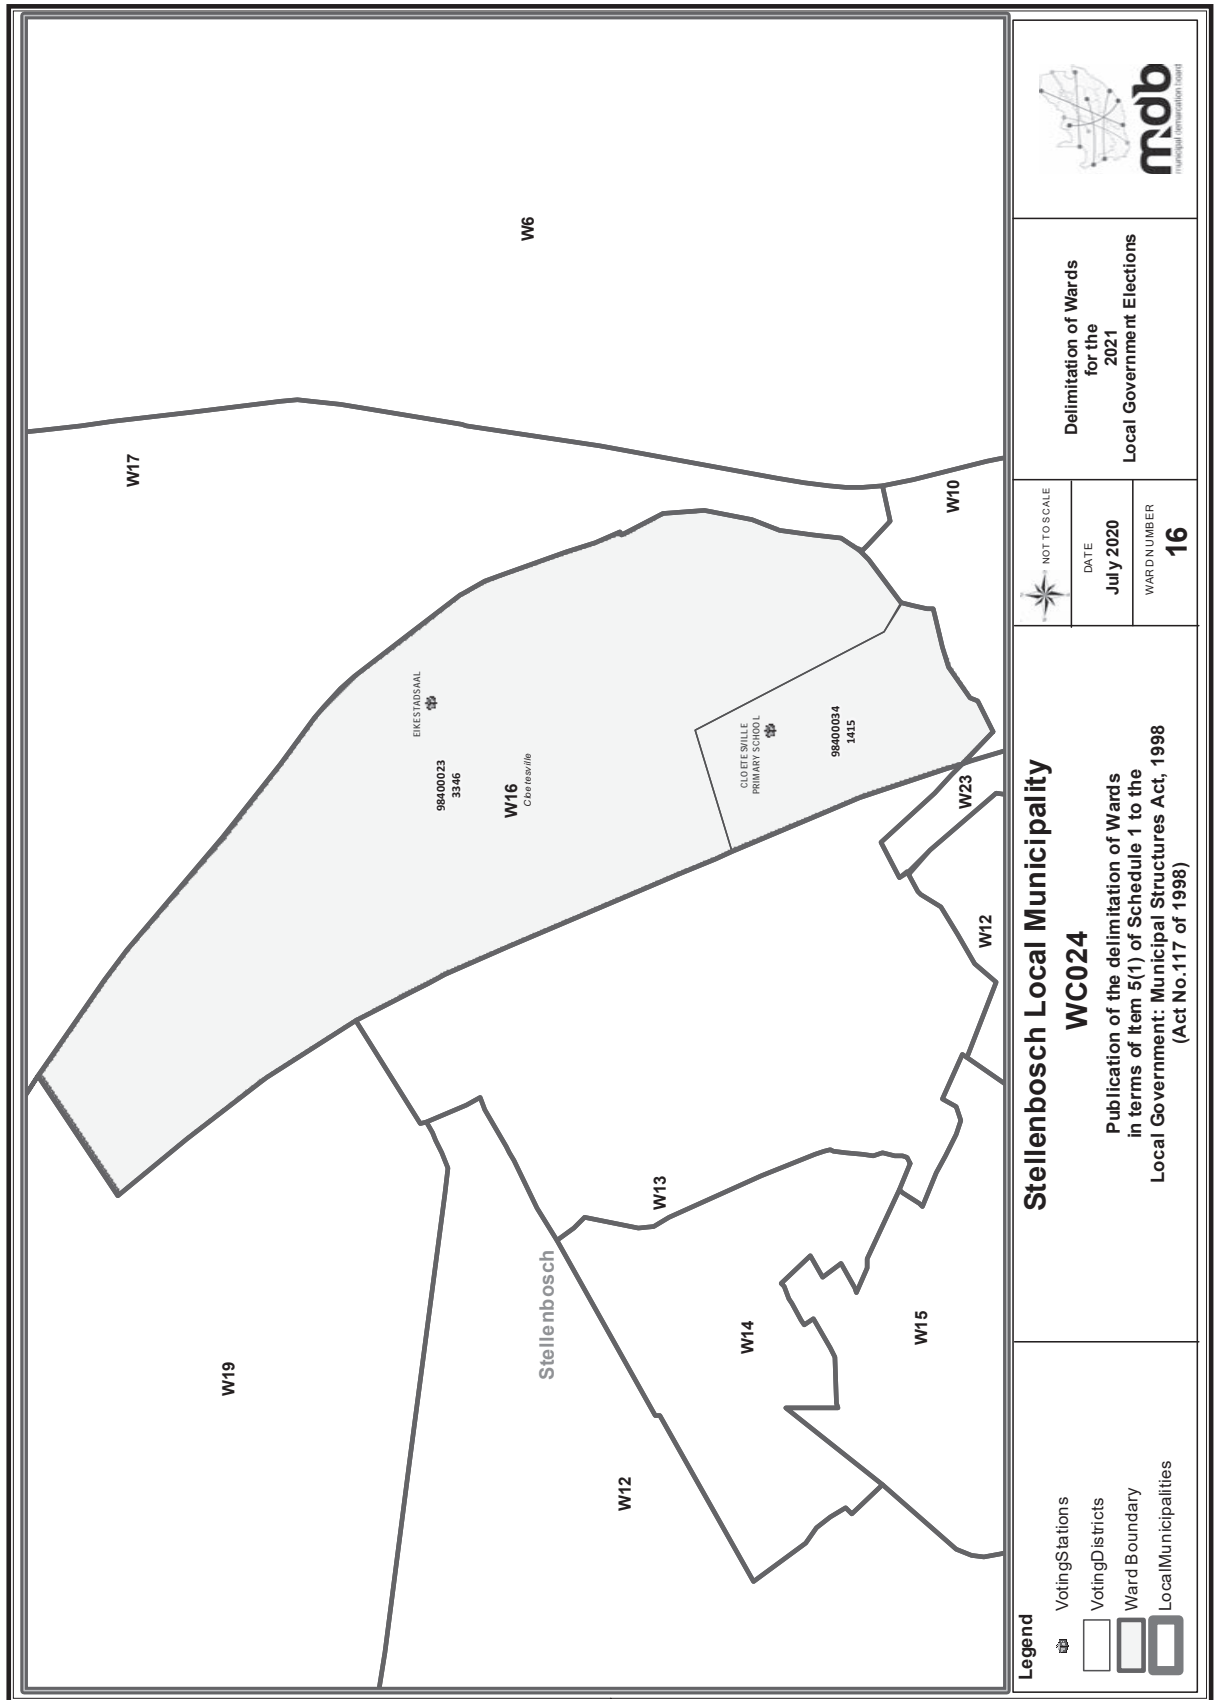 W6
W17
W10
EIKESTADSAAL
98400023
3346
W16
Cloetesville
CLOETESVILLE
PRIMARY SCHOOL
98400034
1415
W23
W12
W13
Stellenbosch
W14
W15
W19
W12
Legend
VotingStations
VotingDistricts
Ward Boundary
LocalMunicipalities
Stellenbosch Local Municipality
WC024
Publication of the delimitation of Wards
in terms of Item 5(1) of Schedule 1 to the
Local Government: Municipal Structures Act, 1998
(Act No.117 of 1998)
NOT TO SCALE
DATE
July 2020
WARD NUMBER
16
Delimitation of Wards
for the
2021
Local Government Elections
mdb
municipal demarcation board